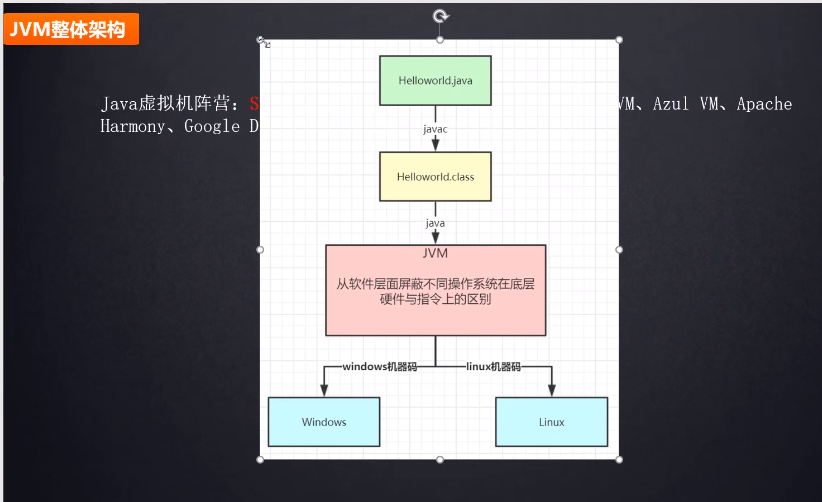 JVM整体架构
Java虚拟机阵营: S VM、Azul VM、Apache
Harmony、Google D
Helloworld.java
javac
Helloworld.class
java
JVM
从软件层面屏蔽不同操作系统在底层
硬件与指令上的区别
windows机器码 linux机器码
Windows Linux